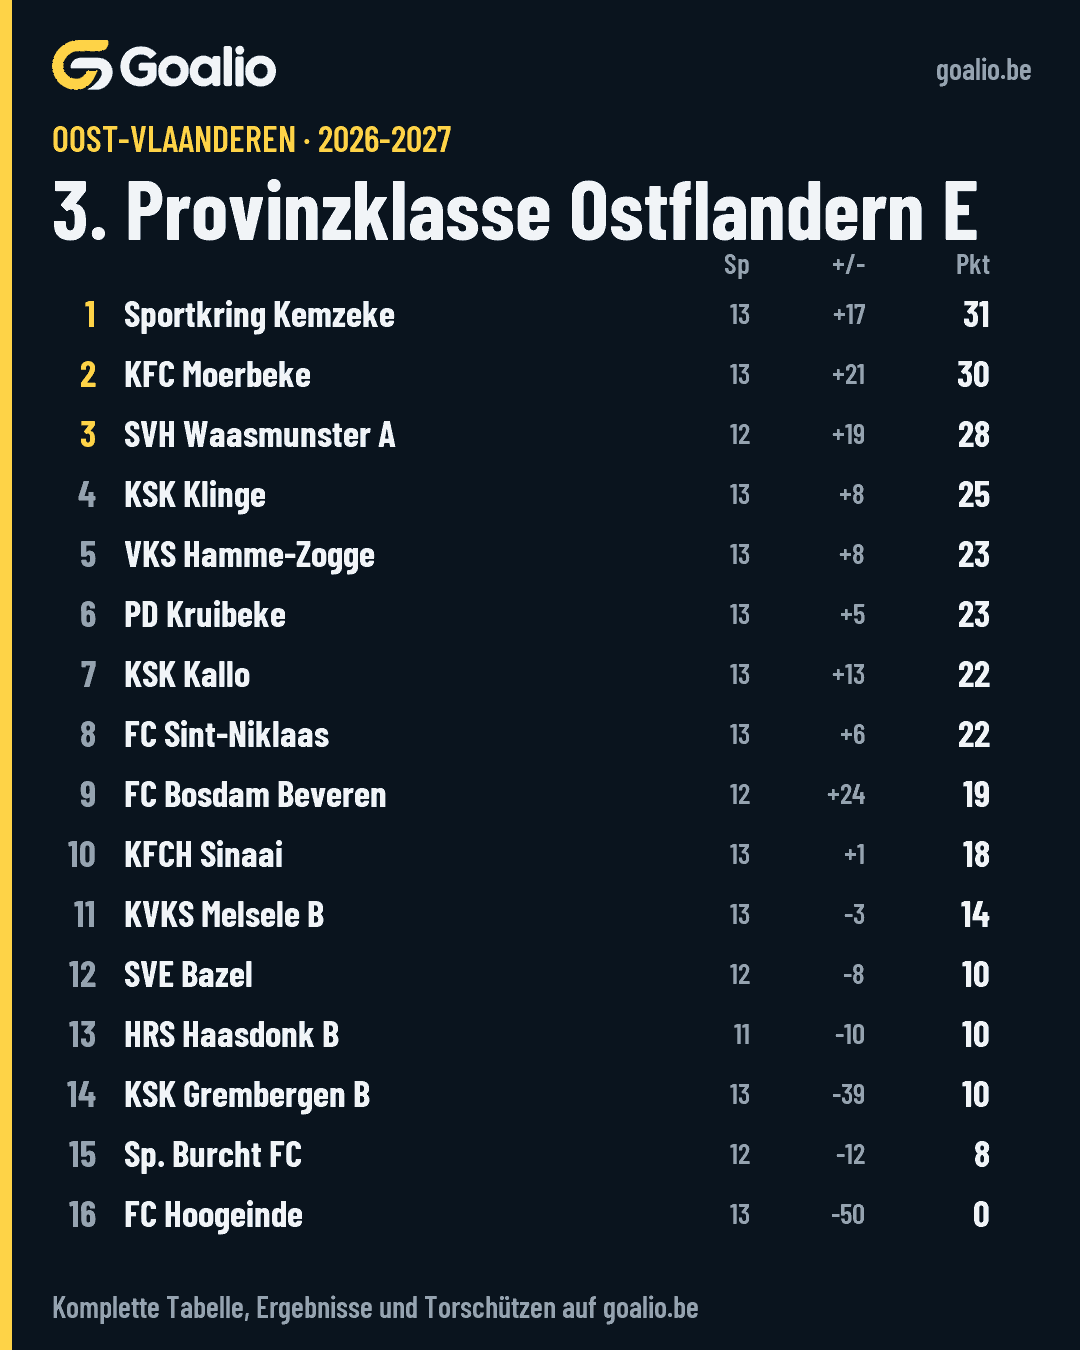 Goalio
goalio.be
OOST-VLAANDEREN · 2026-2027
3. Provinzklasse Ostflandern E
Sp +/- Pkt
1 Sportkring Kemzeke 13 +17 31
2 KFC Moerbeke 13 +21 30
3 SVH Waasmunster A 12 +19 28
4 KSK Klinge 13 +8 25
5 VKS Hamme-Zogge 13 +8 23
6 PD Kruibeke 13 +5 23
7 KSK Kallo 13 +13 22
8 FC Sint-Niklaas 13 +6 22
9 FC Bosdam Beveren 12 +24 19
10 KFCH Sinaai 13 +1 18
11 KVKS Melsele B 13 -3 14
12 SVE Bazel 12 -8 10
13 HRS Haasdonk B 11 -10 10
14 KSK Grembergen B 13 -39 10
15 Sp. Burcht FC 12 -12 8
16 FC Hoogeinde 13 -50 0
Komplette Tabelle, Ergebnisse und Torschützen auf goalio.be